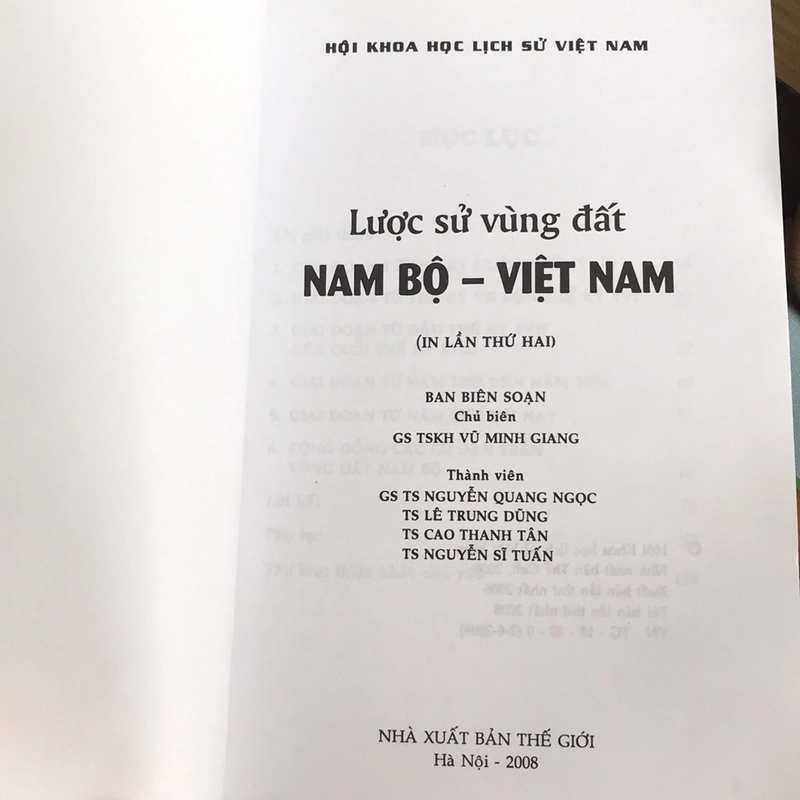 HỘI KHOA HỌC LỊCH SỬ VIỆT NAM
Lược sử vùng đất
NAM BỘ – VIỆT NAM
(IN LẦN THỨ HAI)
BAN BIÊN SOẠN
Chủ biên
GS TSKH VŨ MINH GIANG
Thành viên
GS TS NGUYỄN QUANG NGỌC
TS LÊ TRUNG DŨNG
TS CAO THANH TÂN
TS NGUYỄN SĨ TUẤN
NHÀ XUẤT BẢN THẾ GIỚI
Hà Nội - 2008